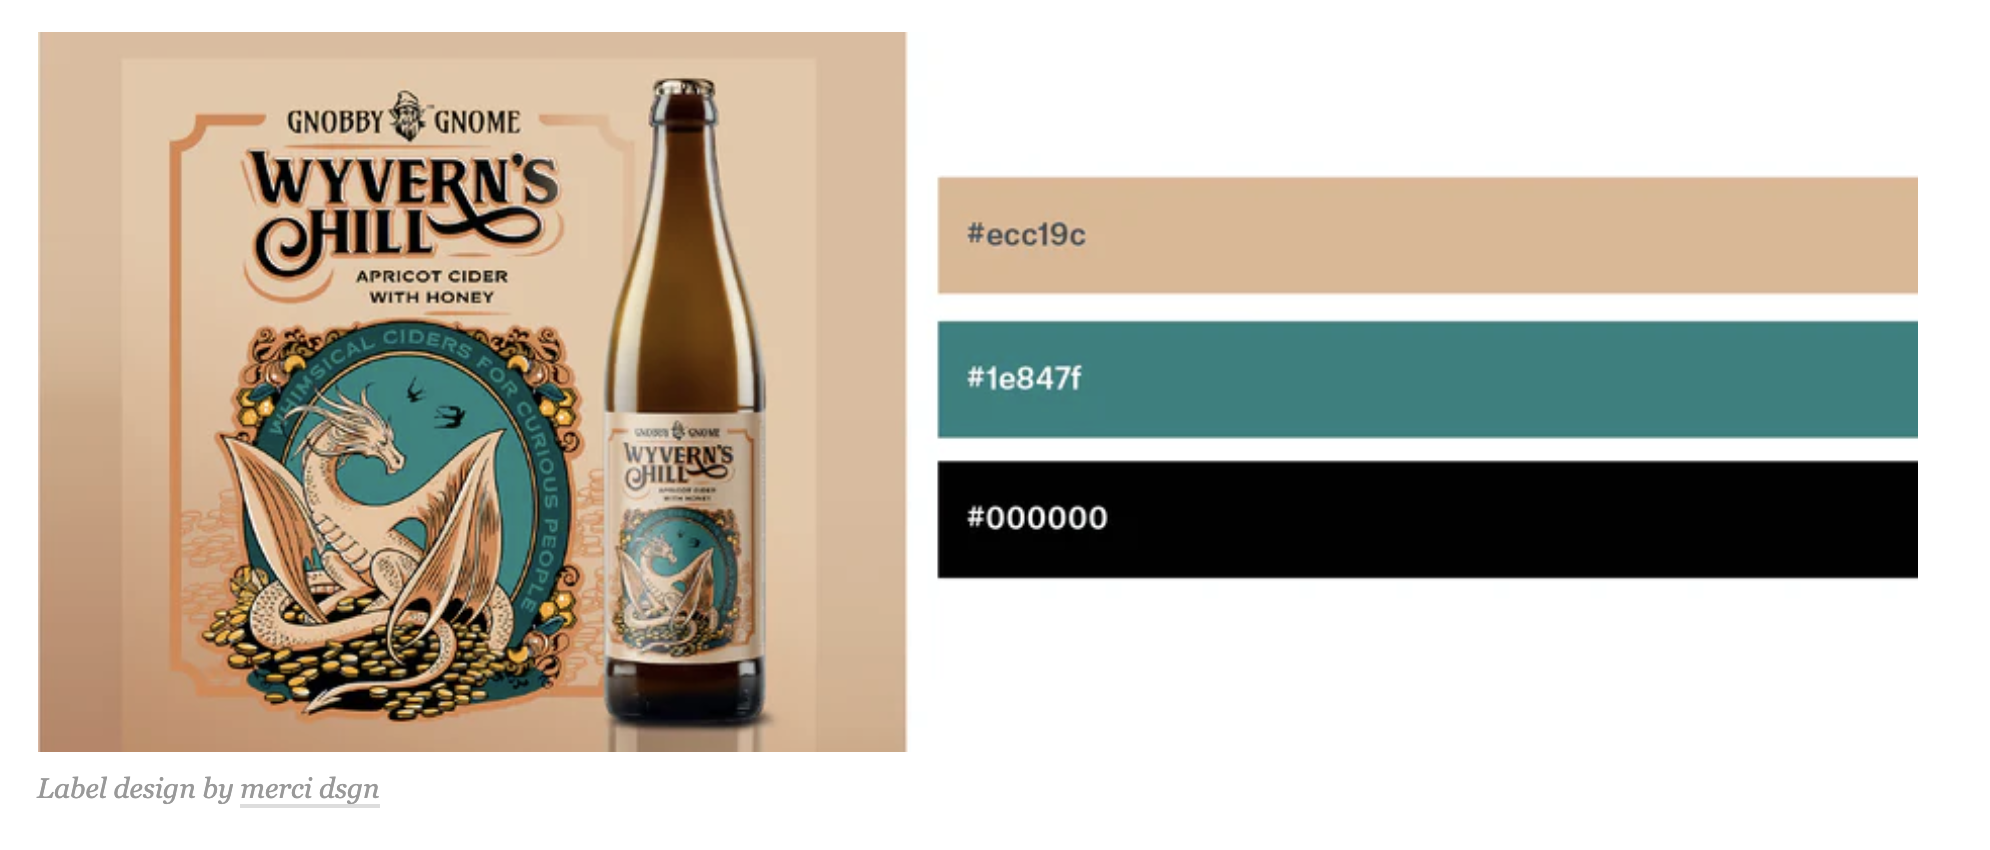 GNOBBY GNOME
WYVERN'S
HILL
APRICOT CIDER
WITH HONEY
WHIMSICAL CIDERS FOR CURIOUS PEOPLE
GNOBBY GNOME
WYVERN'S
HILL
APRICOT CIDER
WITH HONEY
#ecc19c
#1e847f
#000000
Label design by merci dsgn